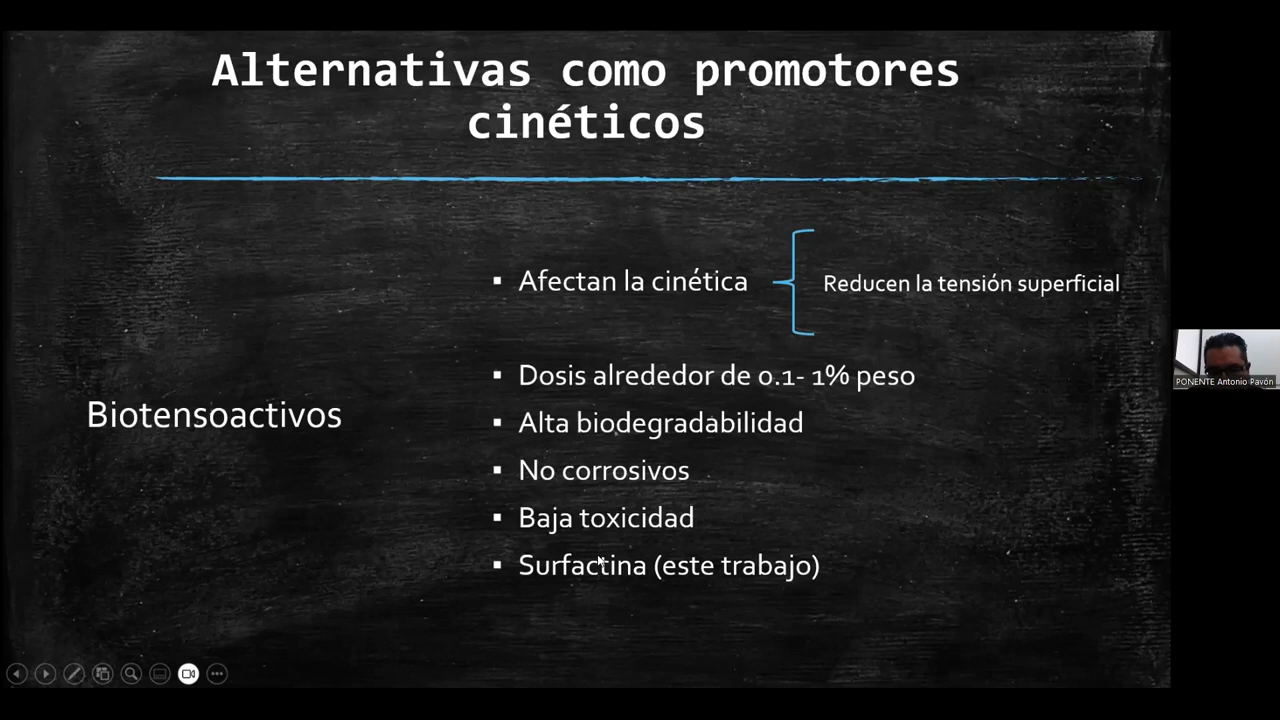 Alternativas como promotores
cinéticos
Afectan la cinética
Reducen la tensión superficial
Biotensoactivos
▪ Dosis alrededor de 0.1- 1% peso
▪ Alta biodegradabilidad
▪ No corrosivos
▪ Baja toxicidad
▪ Surfactina (este trabajo)
PONENTE Antonio Pavón